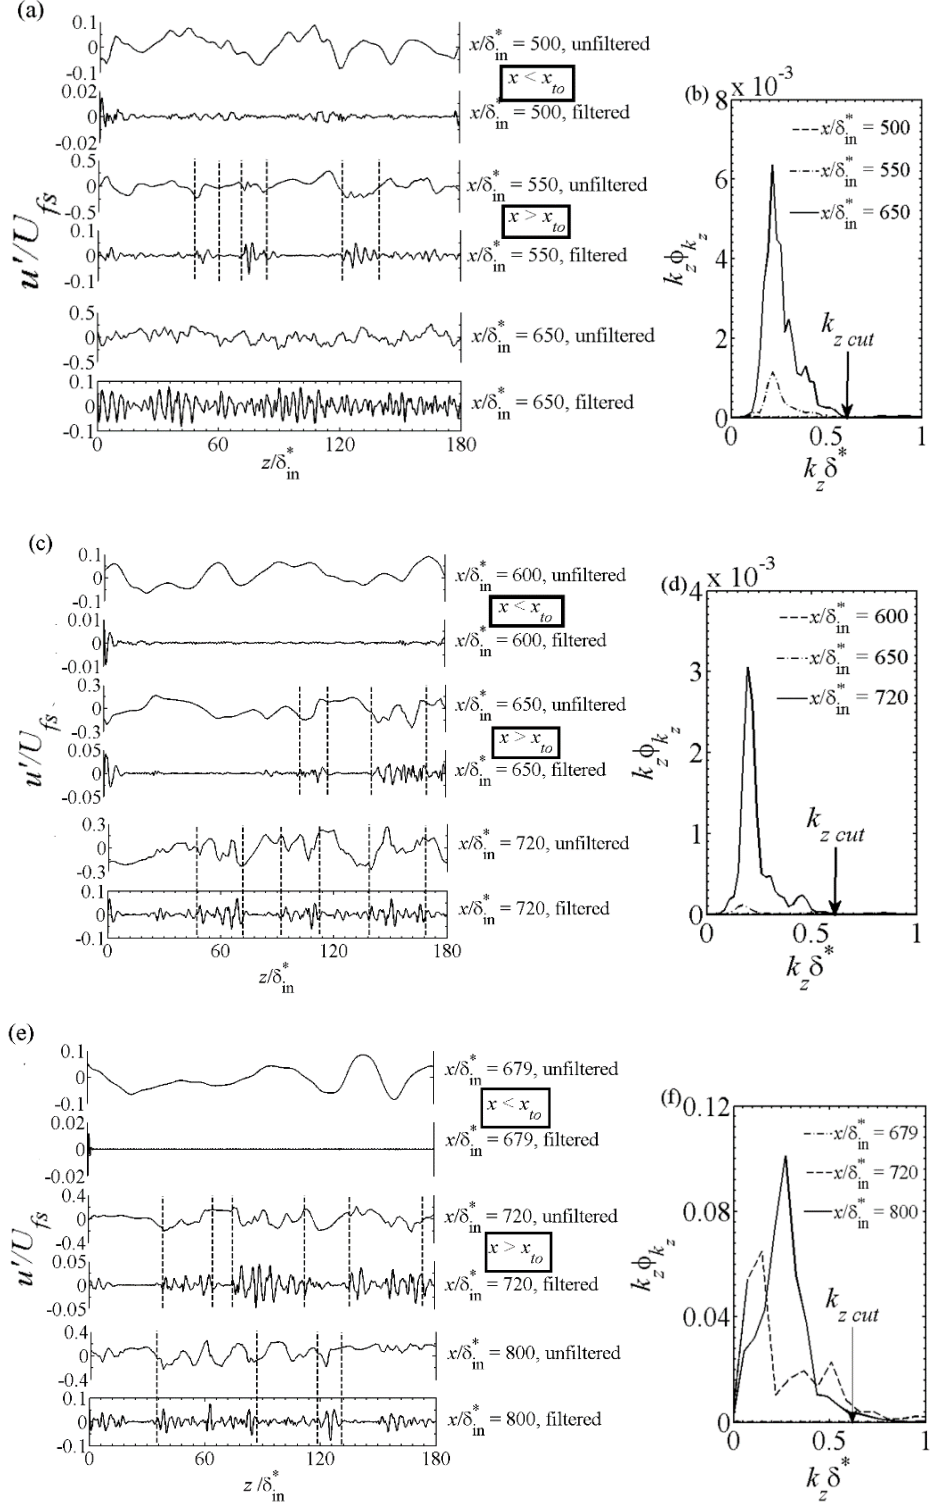 (a)
0.1
0
-0.1
x/δ*in = 500, unfiltered
x < xto
0.02
0
-0.02
x/δ*in = 500, filtered
0.5
0
-0.5
x/δ*in = 550, unfiltered
x > xto
0.1
0
-0.1
x/δ*in = 550, filtered
0.5
0
-0.5
x/δ*in = 650, unfiltered
0.1
0
-0.1
x/δ*in = 650, filtered
0 60 120 180
z/δ*in
u'/Ufs
(b)
8 x 10-3
6
4
2
0
x/δ*in = 500
x/δ*in = 550
x/δ*in = 650
kz cut
kzϕkz
0 0.5 1
kzδ*
(c)
0.1
0
-0.1
x/δ*in = 600, unfiltered
x < xto
0.01
0
-0.01
x/δ*in = 600, filtered
0.3
0
-0.3
x/δ*in = 650, unfiltered
x > xto
0.05
0
-0.05
x/δ*in = 650, filtered
0.3
0
-0.3
x/δ*in = 720, unfiltered
0.1
0
-0.1
x/δ*in = 720, filtered
0 60 120 180
z/δ*in
u'/Ufs
(d)
4 x 10-3
3
2
1
0
x/δ*in = 600
x/δ*in = 650
x/δ*in = 720
kz cut
kzϕkz
0 0.5 1
kzδ*
(e)
0.1
0
-0.1
x/δ*in = 679, unfiltered
x < xto
0.02
0
-0.02
x/δ*in = 679, filtered
0.4
0
-0.4
x/δ*in = 720, unfiltered
x > xto
0.05
0
-0.05
x/δ*in = 720, filtered
0.4
0
-0.4
x/δ*in = 800, unfiltered
0.1
0
-0.1
x/δ*in = 800, filtered
0 60 120 180
z/δ*in
u'/Ufs
(f)
0.12
0.08
0.04
0
x/δ*in = 679
x/δ*in = 720
x/δ*in = 800
kz cut
kzϕkz
0 0.5 1
kzδ*